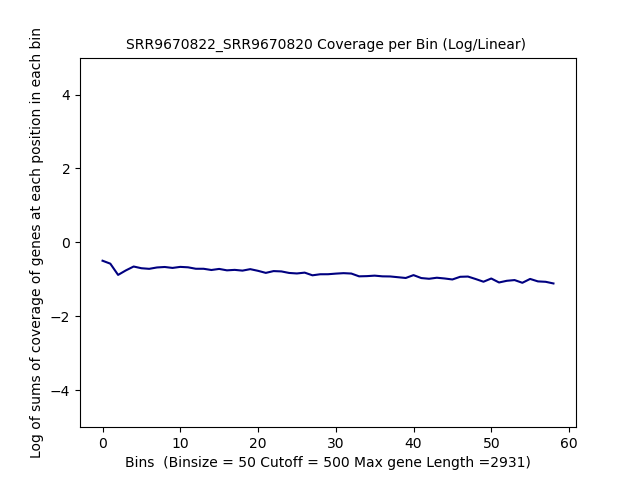 SRR9670822_SRR9670820 Coverage per Bin (Log/Linear)
Log of sums of coverage of genes at each position in each bin
4
2
0
−2
−4
0 10 20 30 40 50 60
Bins  (Binsize = 50 Cutoff = 500 Max gene Length =2931)